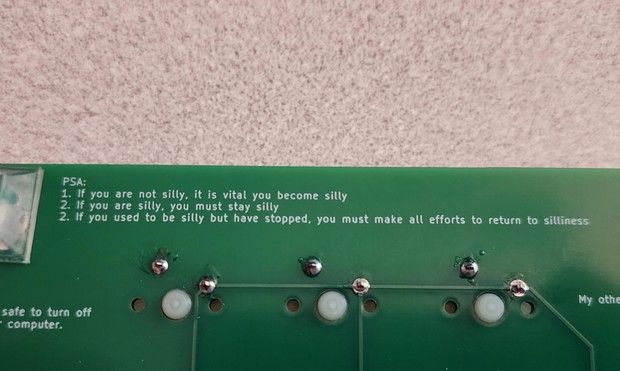 PSA:
1. If you are not silly, it is vital you become silly
2. If you are silly, you must stay silly
2. If you used to be silly but have stopped, you must make all efforts to return to silliness
safe to turn off
computer.
My othe